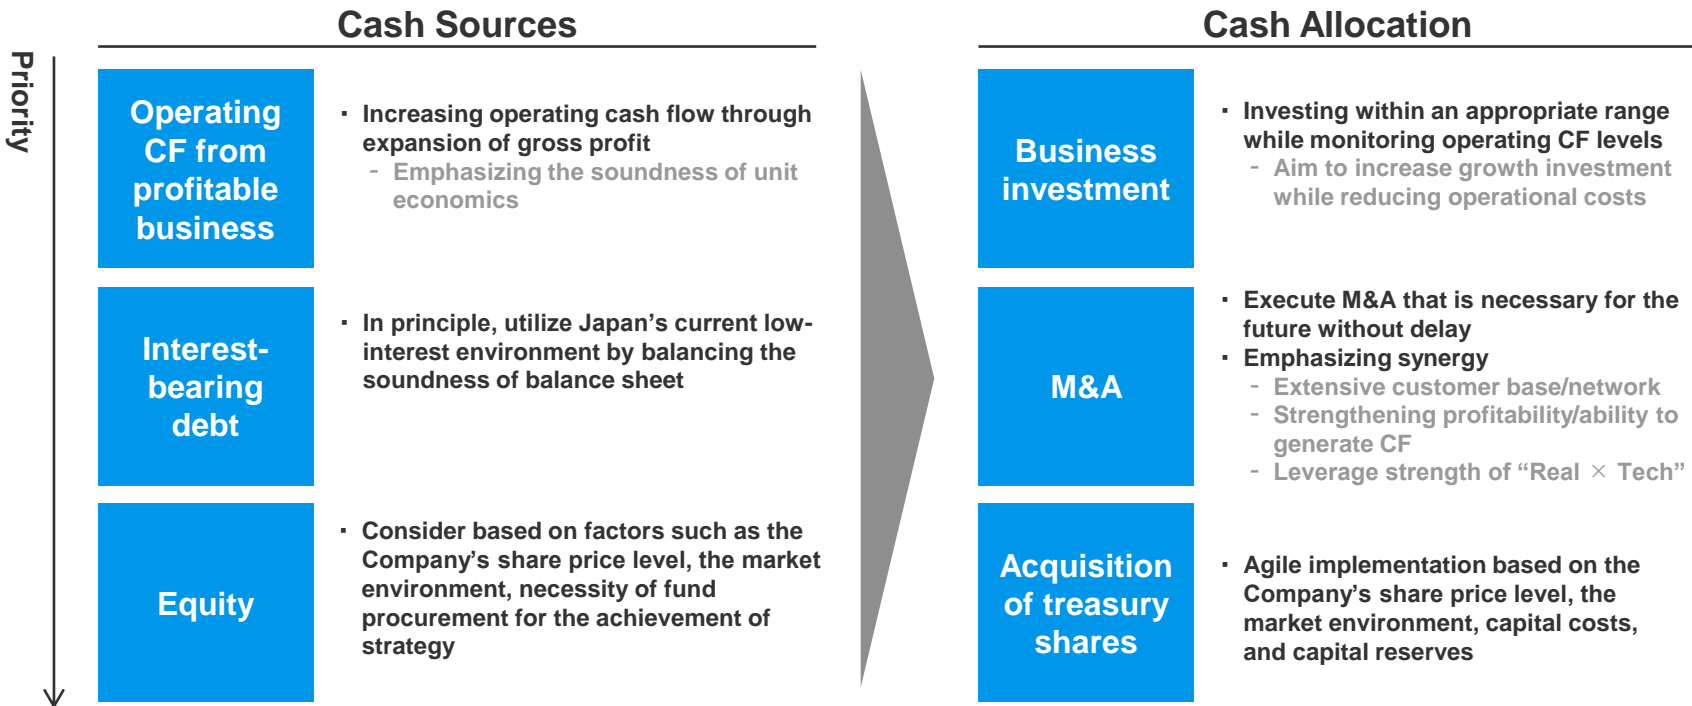 Cash Sources
Priority
Operating
CF from
profitable
business
· Increasing operating cash flow through
expansion of gross profit
- Emphasizing the soundness of unit
economics
Interest-
bearing
debt
· In principle, utilize Japan’s current low-
interest environment by balancing the
soundness of balance sheet
Equity
· Consider based on factors such as the
Company’s share price level, the market
environment, necessity of fund
procurement for the achievement of
strategy
Cash Allocation
Business
investment
· Investing within an appropriate range
while monitoring operating CF levels
- Aim to increase growth investment
while reducing operational costs
M&A
· Execute M&A that is necessary for the
future without delay
· Emphasizing synergy
- Extensive customer base/network
- Strengthening profitability/ability to
generate CF
- Leverage strength of “Real × Tech”
Acquisition
of treasury
shares
· Agile implementation based on the
Company’s share price level, the
market environment, capital costs,
and capital reserves